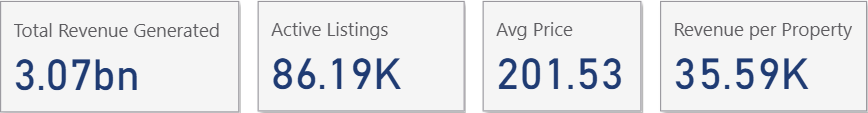 Total Revenue Generated
3.07bn
Active Listings
86.19K
Avg Price
201.53
Revenue per Property
35.59K